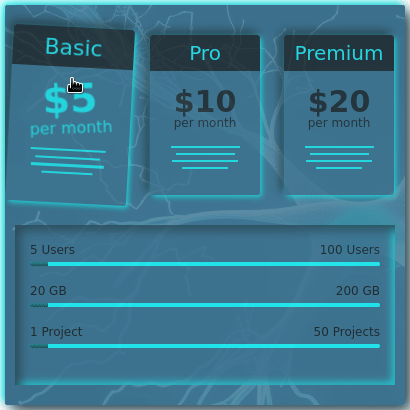 Basic
$5
per month
Pro
$10
per month
Premium
$20
per month
5 Users 100 Users
20 GB 200 GB
1 Project 50 Projects